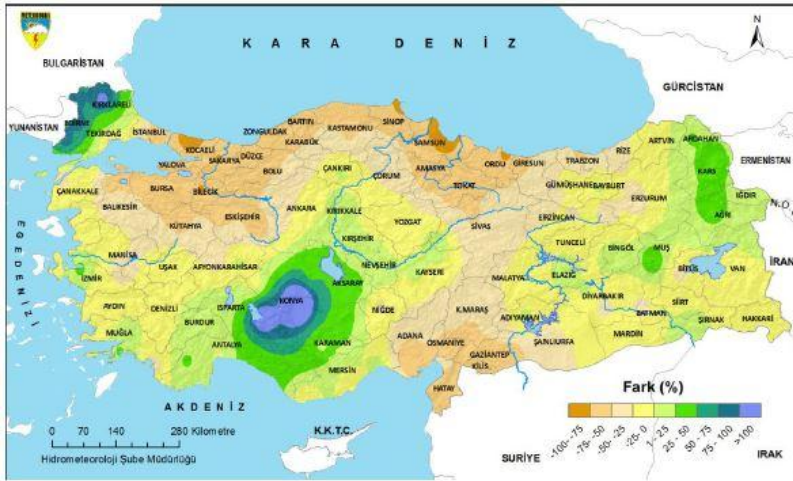 METEOROLOJİ
K A R A D E N İ Z
N
BULGARİSTAN
GÜRCİSTAN
YUNANİSTAN
ERMENİSTAN
İRAN
IRAK
SURİYE
K.K.T.C.
E G E D E N İ Z İ
A K D E N İ Z
KIRKLARELİ
EDİRNE
TEKİRDAĞ
İSTANBUL
KOCAELİ
YALOVA
SAKARYA
DÜZCE
ZONGULDAK
BARTIN
KARABÜK
KASTAMONU
SİNOP
SAMSUN
ORDU
GİRESUN
TRABZON
RİZE
ARTVİN
ARDAHAN
KARS
IĞDIR
AĞRI
ÇANAKKALE
BALIKESİR
BURSA
BİLECİK
BOLU
ESKİŞEHİR
KÜTAHYA
ANKARA
ÇANKIRI
KIRIKKALE
ÇORUM
AMASYA
TOKAT
YOZGAT
SİVAS
GÜMÜŞHANE
BAYBURT
ERZURUM
ERZİNCAN
TUNCELİ
BİNGÖL
MUŞ
BİTLİS
VAN
MANİSA
İZMİR
UŞAK
AFYONKARAHİSAR
KIRŞEHİR
NEVŞEHİR
KAYSERİ
AKSARAY
KONYA
ISPARTA
BURDUR
DENİZLİ
AYDIN
MUĞLA
ANTALYA
KARAMAN
MERSİN
NİĞDE
ADANA
OSMANİYE
HATAY
KİLİS
GAZİANTEP
K.MARAŞ
MALATYA
ELAZIĞ
ADIYAMAN
ŞANLIURFA
DİYARBAKIR
MARDİN
BATMAN
SİİRT
ŞIRNAK
HAKKARİ
Fark (%)
-100--75
-75--50
-50--25
-25-0
1-25
25-50
50-75
75-100
>100
0 70 140 280 Kilometre
Hidrometeoroloji Şube Müdürlüğü